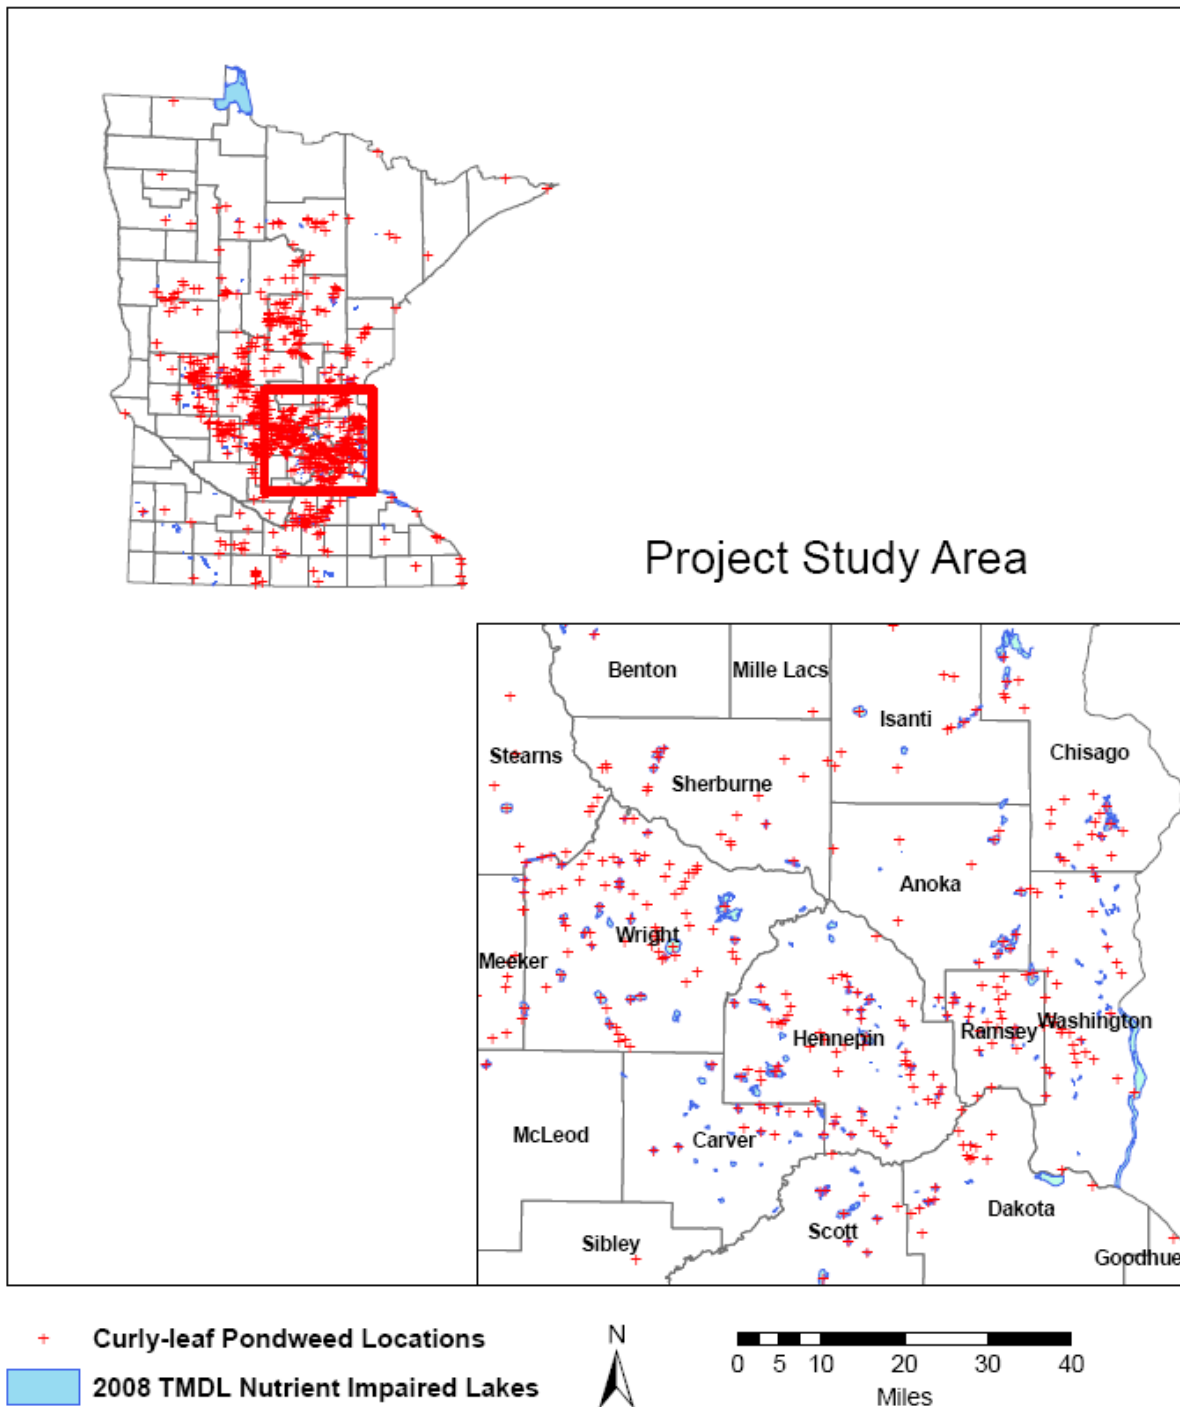 Project Study Area
Benton
Mille Lacs
Isanti
Stearns
Chisago
Sherburne
Anoka
Wright
Meeker
Hennepin
Ramsey
Washington
McLeod
Carver
Dakota
Scott
Sibley
Goodhue
Curly-leaf Pondweed Locations
2008 TMDL Nutrient Impaired Lakes
N
0 5 10 20 30 40
Miles